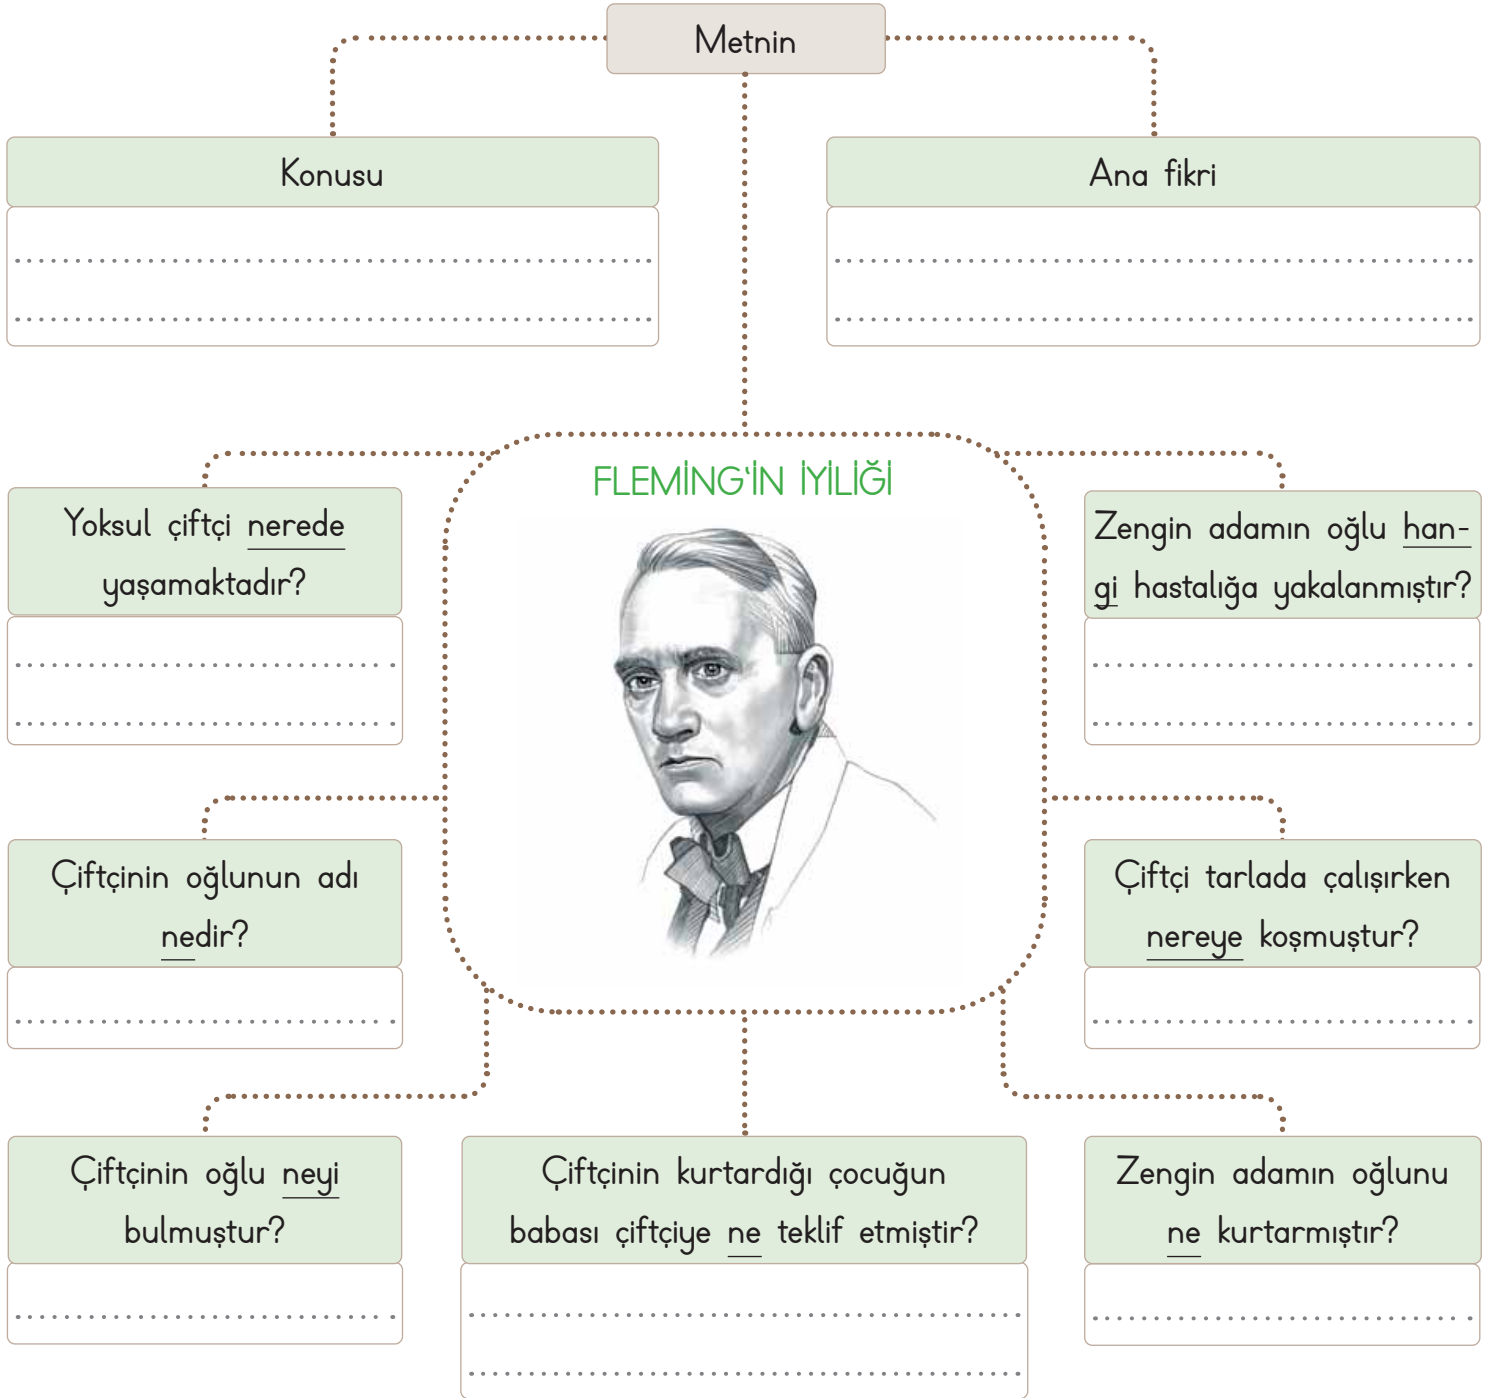 Metnin
Konusu
Ana fikri
FLEMİNG'İN İYİLİĞİ
Yoksul çiftçi nerede
yaşamaktadır?
Zengin adamın oğlu han-
gi hastalığa yakalanmıştır?
Çiftçinin oğlunun adı
nedir?
Çiftçi tarlada çalışırken
nereye koşmuştur?
Çiftçinin oğlu neyi
bulmuştur?
Çiftçinin kurtardığı çocuğun
babası çiftçiye ne teklif etmiştir?
Zengin adamın oğlunu
ne kurtarmıştır?